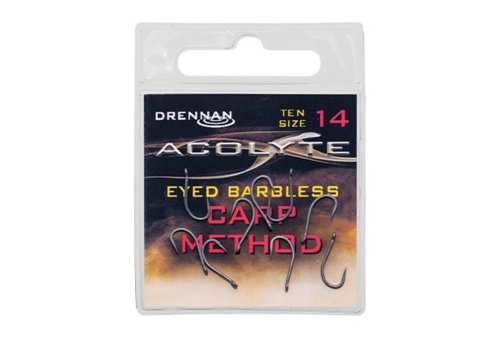 DRENNAN
TEN
SIZE 14
ACOLYTE
EYED BARBLESS
CARP
METHOD